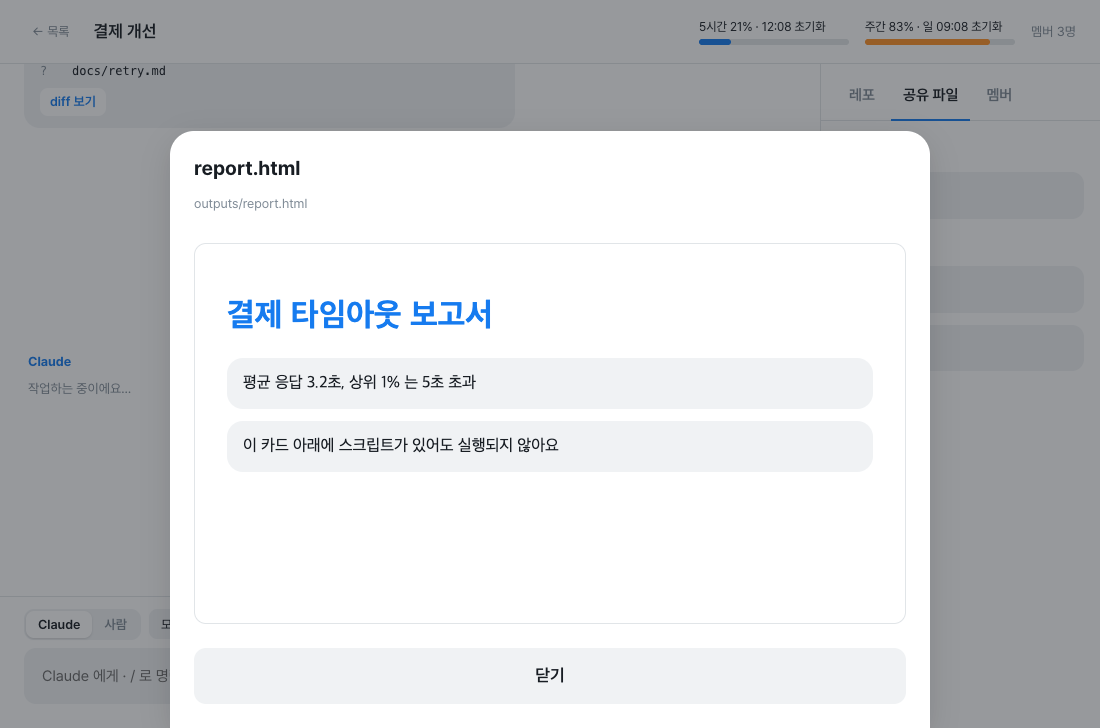 ← 목록
결제 개선
5시간 21% · 12:08 초기화
주간 83% · 일 09:08 초기화
멤버 3명
? docs/retry.md
diff 보기
레포
공유 파일
멤버
report.html
outputs/report.html
결제 타임아웃 보고서
평균 응답 3.2초, 상위 1% 는 5초 초과
이 카드 아래에 스크립트가 있어도 실행되지 않아요
Claude
작업하는 중이에요...
Claude
사람
Claude 에게 · / 로 명
닫기